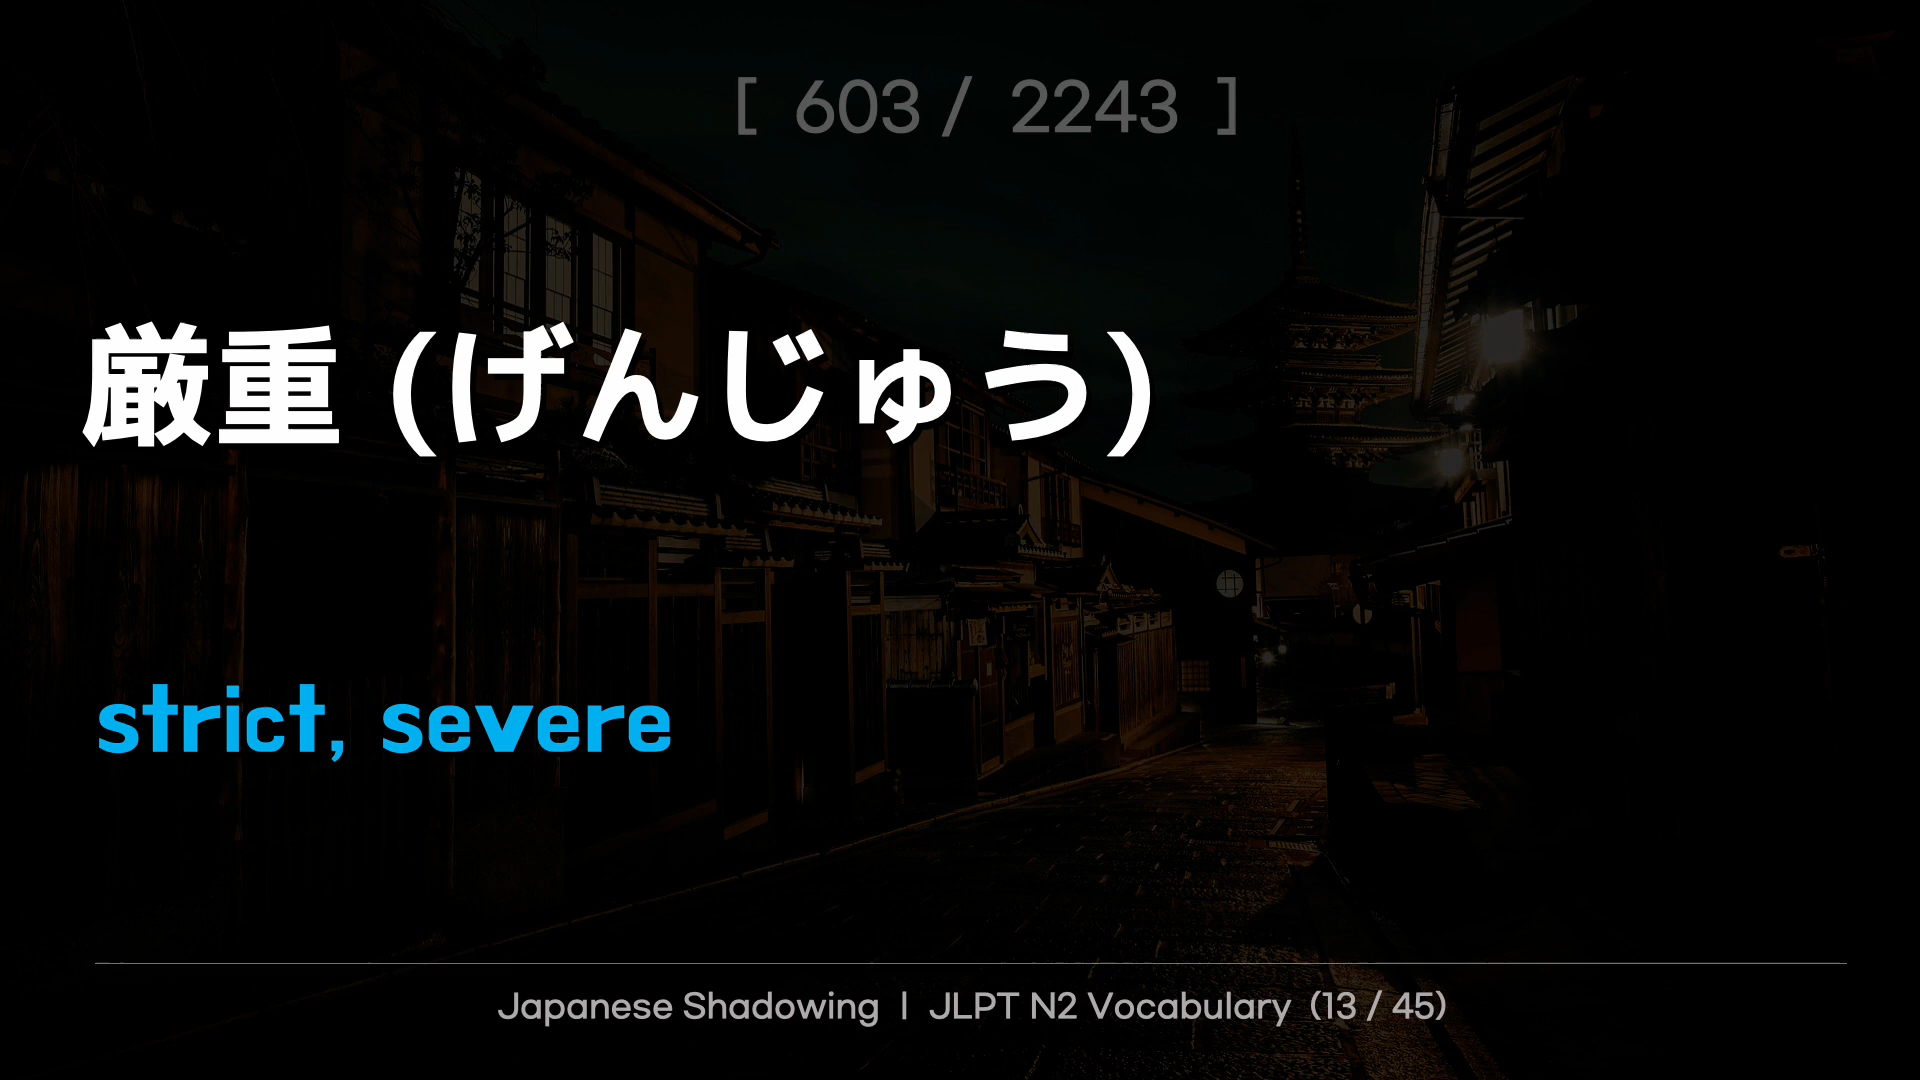 [ 603 / 2243 ]
厳重 (げんじゅう)
strict, severe
Japanese Shadowing | JLPT N2 Vocabulary (13 / 45)